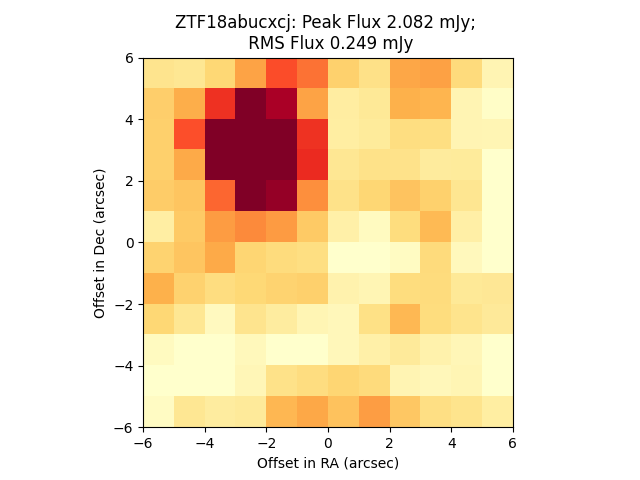 ZTF18abucxcj: Peak Flux 2.082 mJy;
RMS Flux 0.249 mJy
6
4
2
0
−2
−4
−6
Offset in Dec (arcsec)
−6 −4 −2 0 2 4 6
Offset in RA (arcsec)